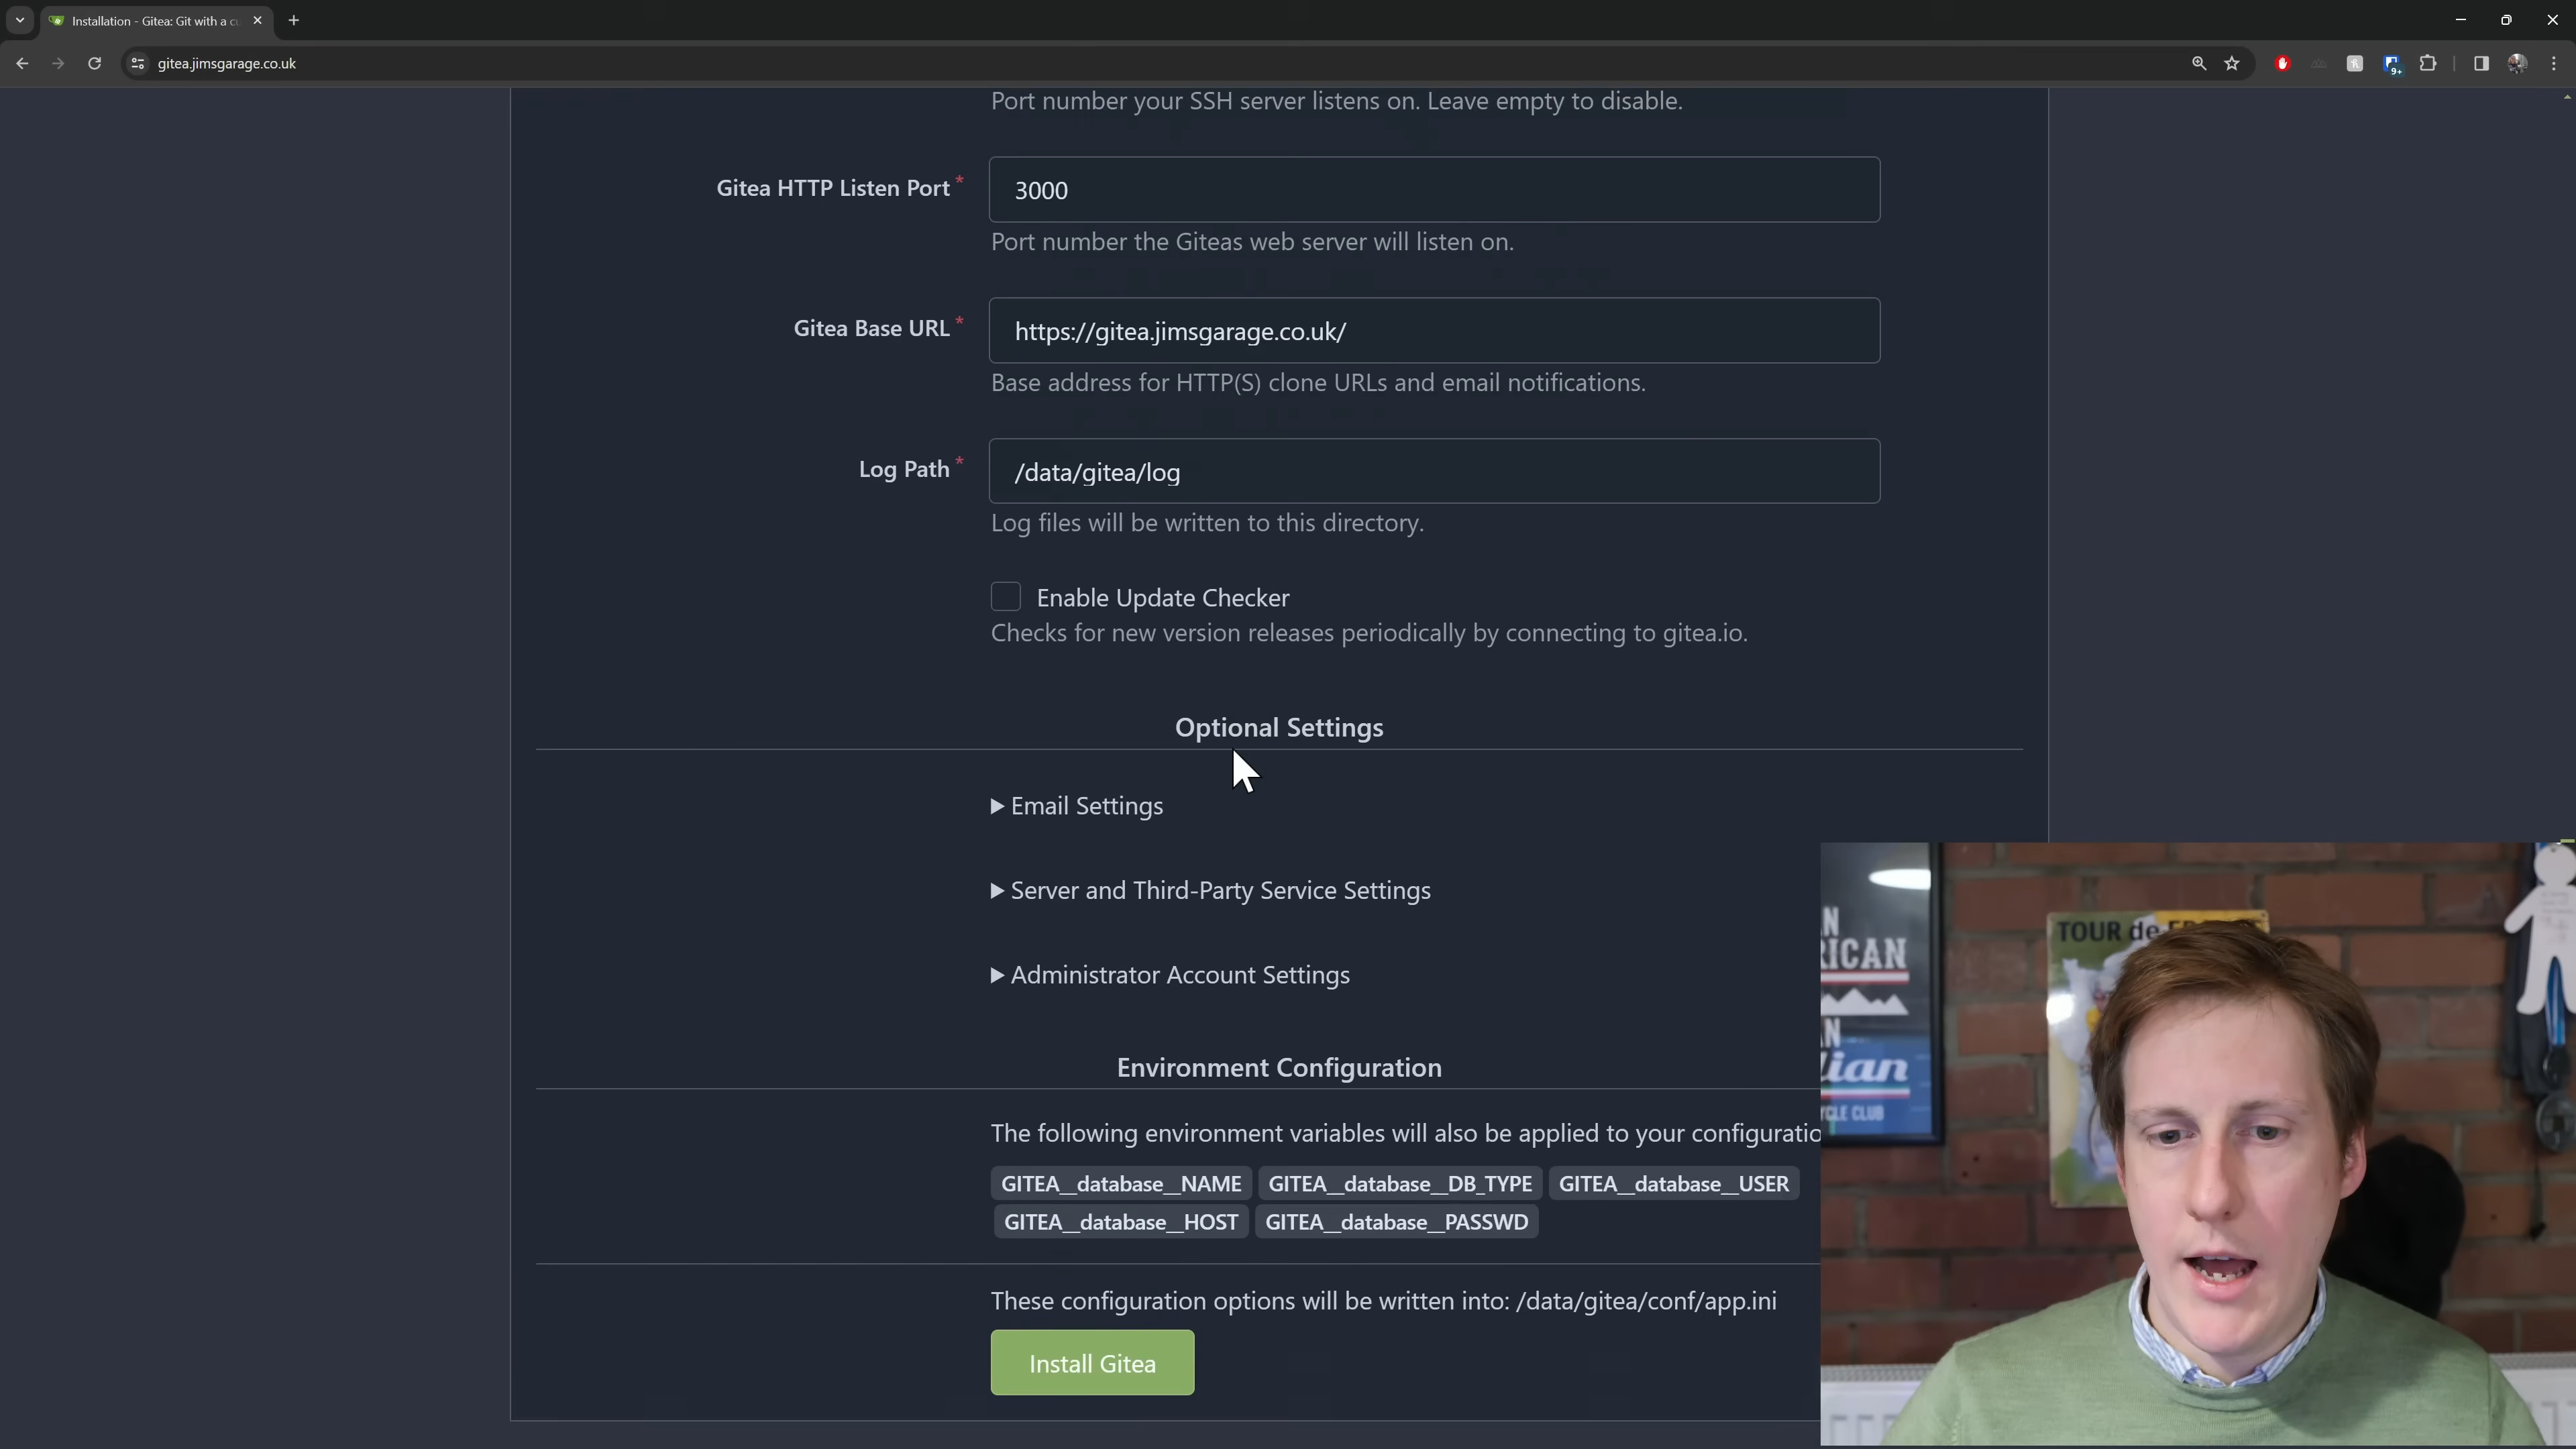 Installation - Gitea: Git with a cu
gitea.jimsgarage.co.uk
9+
Port number your SSH server listens on. Leave empty to disable.
Gitea HTTP Listen Port *
3000
Port number the Giteas web server will listen on.
Gitea Base URL *
https://gitea.jimsgarage.co.uk/
Base address for HTTP(S) clone URLs and email notifications.
Log Path *
/data/gitea/log
Log files will be written to this directory.
Enable Update Checker
Checks for new version releases periodically by connecting to gitea.io.
Optional Settings
Email Settings
Server and Third-Party Service Settings
Administrator Account Settings
Environment Configuration
The following environment variables will also be applied to your configuratio
GITEA__database__NAME GITEA__database__DB_TYPE GITEA__database__USER
GITEA__database__HOST GITEA__database__PASSWD
These configuration options will be written into: /data/gitea/conf/app.ini
Install Gitea
N
RICAN
AN
lian
YCLE CLUB
TOUR de